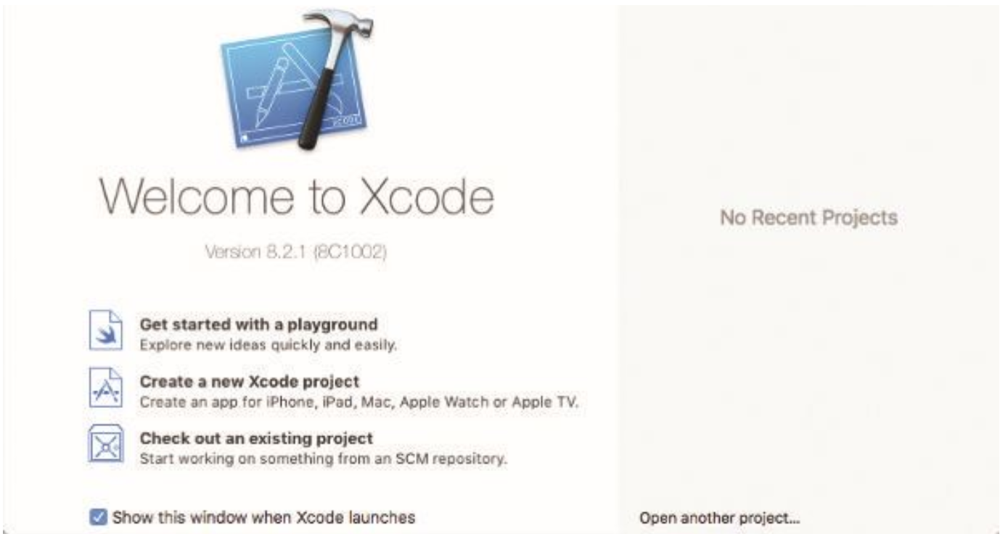 XCODE
Welcome to Xcode
Version 8.2.1 (8C1002)
Get started with a playground
Explore new ideas quickly and easily.
Create a new Xcode project
Create an app for iPhone, iPad, Mac, Apple Watch or Apple TV.
Check out an existing project
Start working on something from an SCM repository.
Show this window when Xcode launches
No Recent Projects
Open another project...